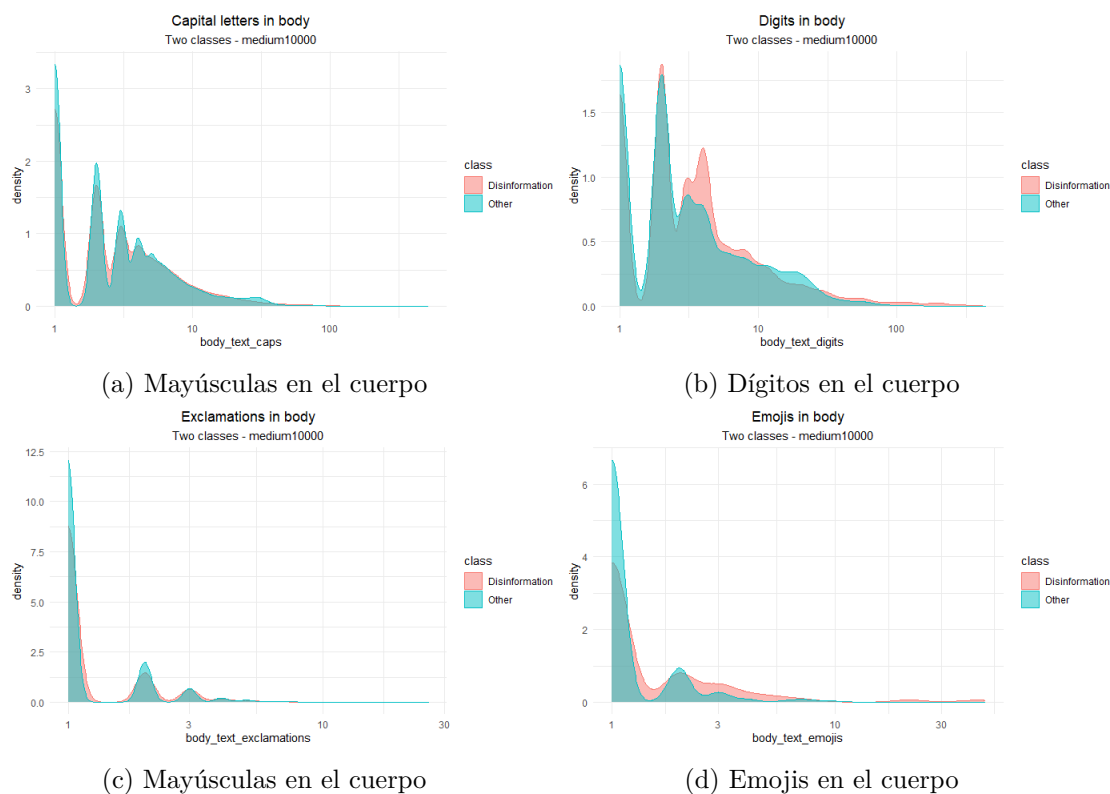 Capital letters in body
Two classes - medium10000
3
2
1
0
density
1
10
100
body_text_caps
class
Disinformation
Other
(a) Mayúsculas en el cuerpo
Digits in body
Two classes - medium10000
1.5
1.0
0.5
0.0
density
1
10
100
body_text_digits
class
Disinformation
Other
(b) Dígitos en el cuerpo
Exclamations in body
Two classes - medium10000
12.5
10.0
7.5
5.0
2.5
0.0
density
1
3
10
30
body_text_exclamations
class
Disinformation
Other
(c) Mayúsculas en el cuerpo
Emojis in body
Two classes - medium10000
6
4
2
0
density
1
3
10
30
body_text_emojis
class
Disinformation
Other
(d) Emojis en el cuerpo